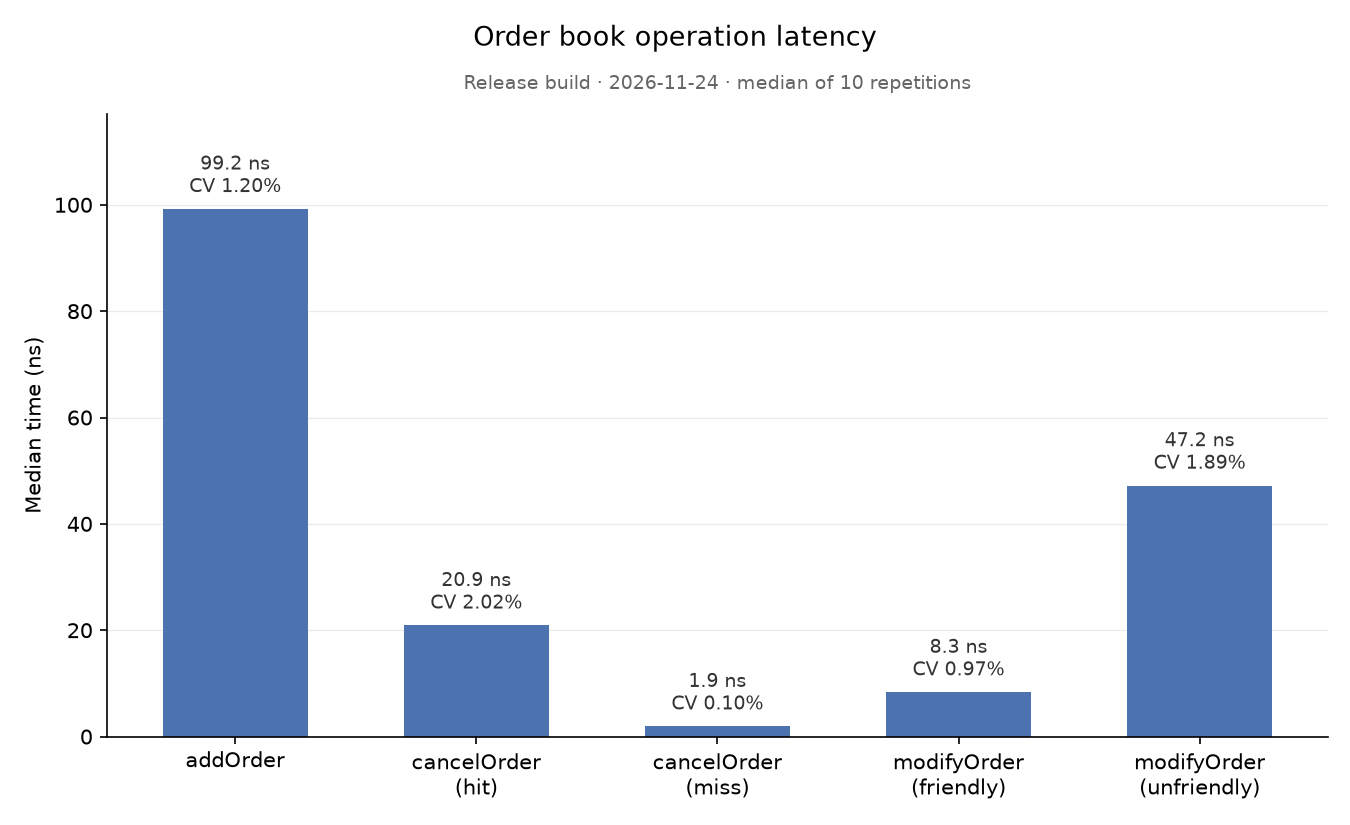 Order book operation latency
Release build · 2026-11-24 · median of 10 repetitions
Median time (ns)
100
80
60
40
20
0
99.2 ns
CV 1.20%
20.9 ns
CV 2.02%
1.9 ns
CV 0.10%
8.3 ns
CV 0.97%
47.2 ns
CV 1.89%
addOrder
cancelOrder
(hit)
cancelOrder
(miss)
modifyOrder
(friendly)
modifyOrder
(unfriendly)